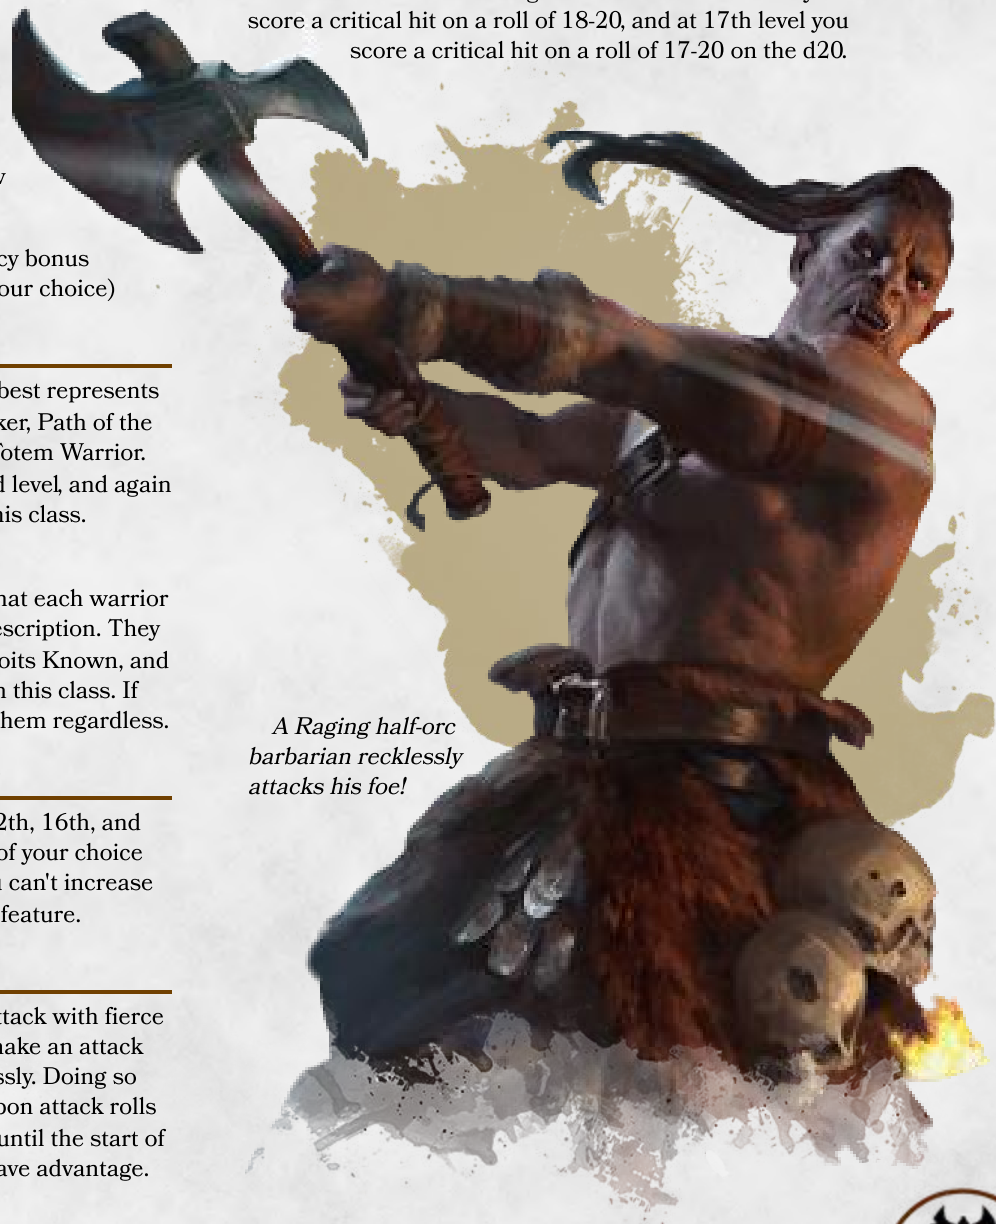 score a critical hit on a roll of 18-20, and at 17th level you
score a critical hit on a roll of 17-20 on the d20.
cy bonus
our choice)
best represents
ker, Path of the
Totem Warrior.
d level, and again
his class.
hat each warrior
escription. They
oits Known, and
n this class. If
hem regardless.
A Raging half-orc
barbarian recklessly
attacks his foe!
2th, 16th, and
of your choice
u can't increase
feature.
ttack with fierce
make an attack
ssly. Doing so
pon attack rolls
until the start of
ave advantage.